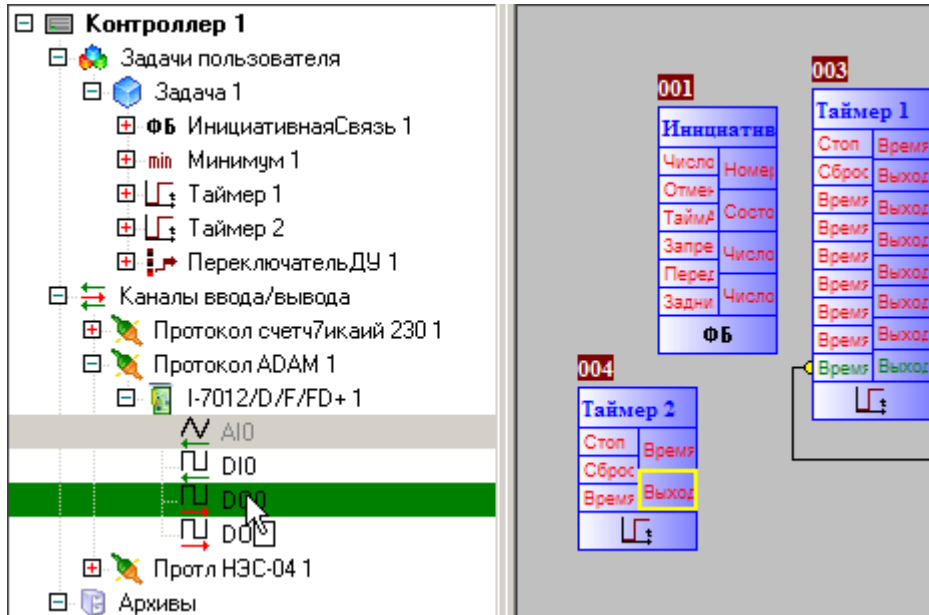 Контроллер 1
Задачи пользователя
Задача 1
ФБ ИнициативнаяСвязь 1
min Минимум 1
Таймер 1
Таймер 2
ПереключательДУ 1
Каналы ввода/вывода
Протокол счетч7икаий 230 1
Протокол ADAM 1
I-7012/D/F/FD+ 1
AI0
DI0
Протл НЭС-04 1
Архивы
001
Инициатив
Число
Номер
Отмен
ТаймА
Состо
Запре
Число
Перед
Задни
Число
ФБ
003
Таймер 1
Стоп
Время
Сброс
Выход
Время
Выход
Время
Выход
Время
Выход
Время
Выход
Время
Выход
Время
Выход
Время
Выход
004
Таймер 2
Стоп
Время
Сброс
Время
Выход